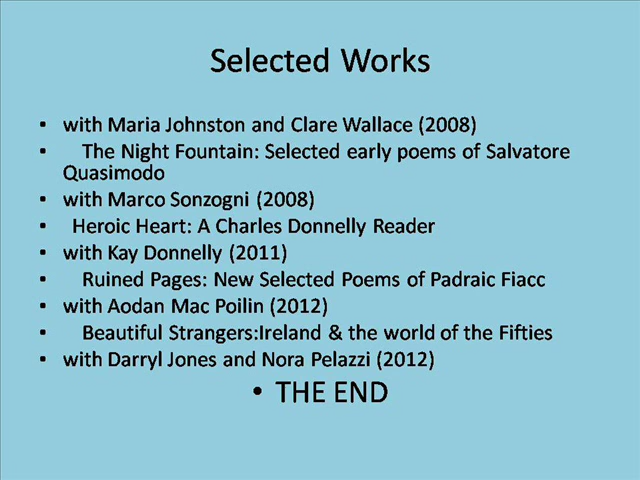 Selected Works
• with Maria Johnston and Clare Wallace (2008)
• The Night Fountain: Selected early poems of Salvatore
Quasimodo
• with Marco Sonzogni (2008)
• Heroic Heart: A Charles Donnelly Reader
• with Kay Donnelly (2011)
• Ruined Pages: New Selected Poems of Padraic Fiacc
• with Aodan Mac Poilin (2012)
• Beautiful Strangers:Ireland & the world of the Fifties
• with Darryl Jones and Nora Pelazzi (2012)
• THE END